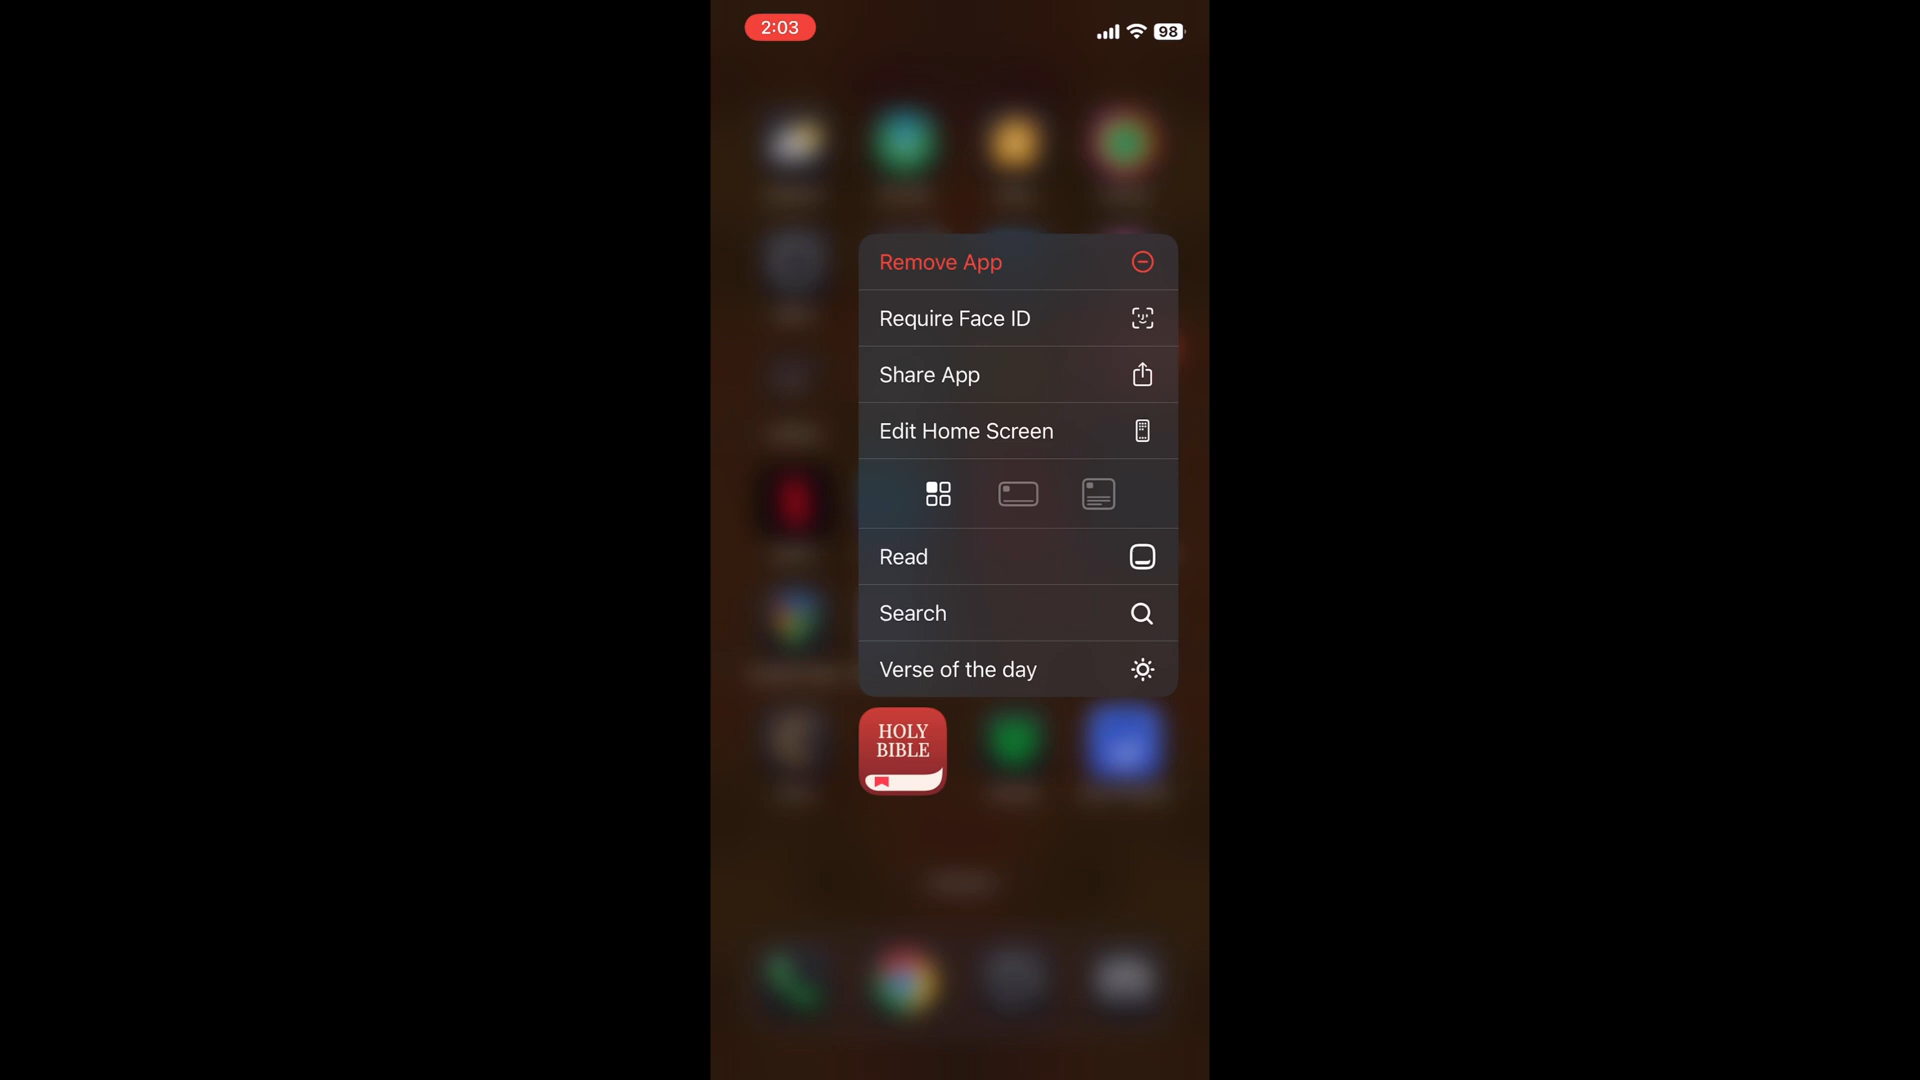 2:03
98
Remove App
Require Face ID
Share App
Edit Home Screen
Read
Search
Verse of the day
HOLY
BIBLE